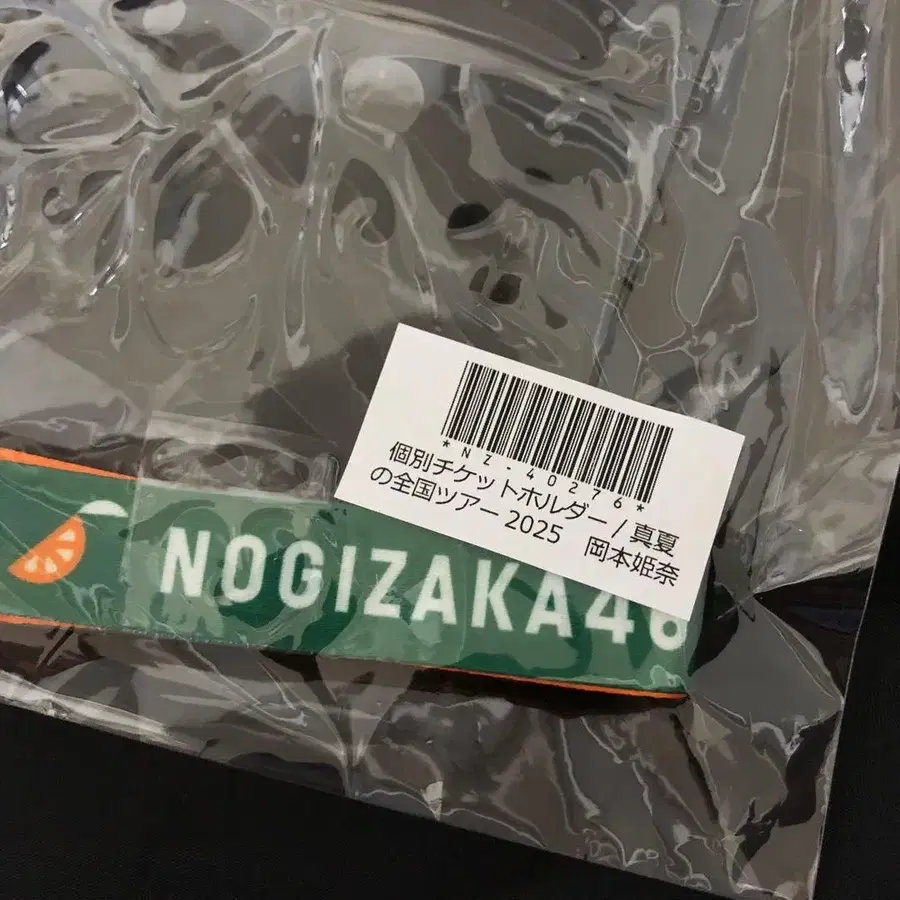 *NZ-40276*
個別チケットホルダー / 真夏
の全国ツアー 2025　岡本姫奈
NOGIZAKA46